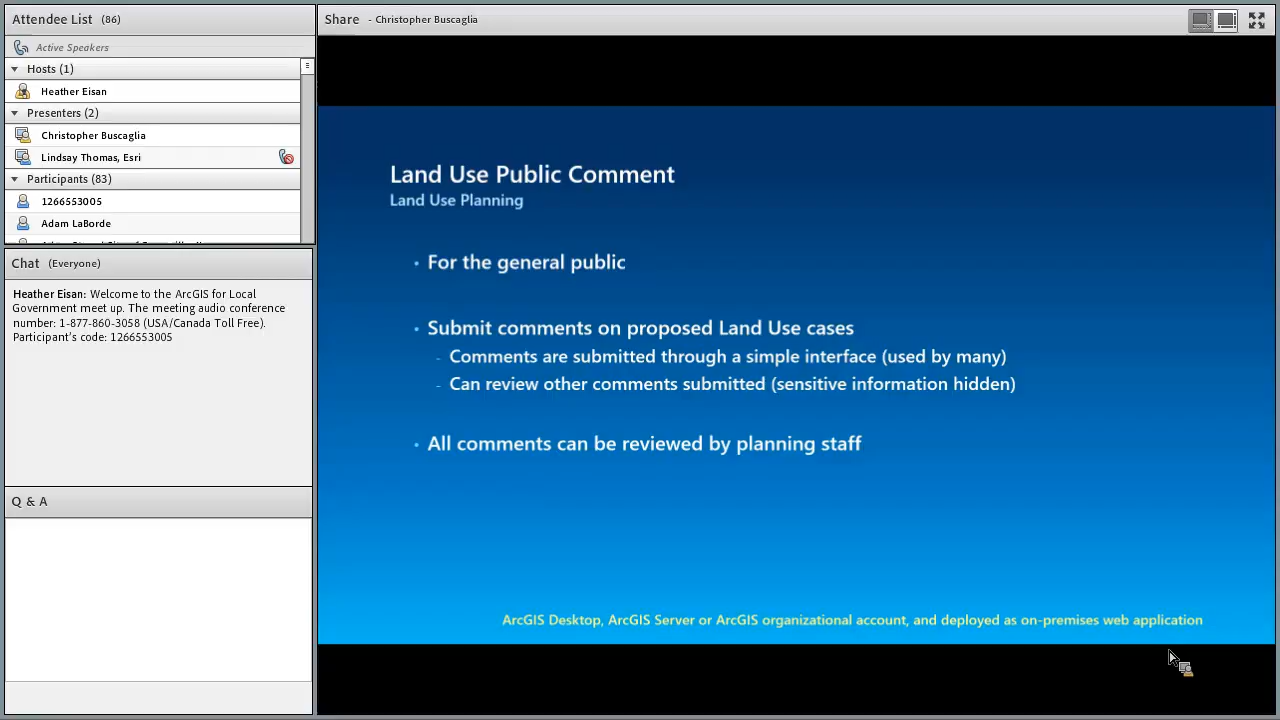 Attendee List (86)
Active Speakers
Hosts (1)
Heather Eisan
Presenters (2)
Christopher Buscaglia
Lindsay Thomas, Esri
Participants (83)
1266553005
Adam LaBorde
Chat (Everyone)
Heather Eisan: Welcome to the ArcGIS for Local
Government meet up. The meeting audio conference
number: 1-877-860-3058 (USA/Canada Toll Free).
Participant's code: 1266553005
Q & A
Share - Christopher Buscaglia
Land Use Public Comment
Land Use Planning
• For the general public
• Submit comments on proposed Land Use cases
- Comments are submitted through a simple interface (used by many)
- Can review other comments submitted (sensitive information hidden)
• All comments can be reviewed by planning staff
ArcGIS Desktop, ArcGIS Server or ArcGIS organizational account, and deployed as on-premises web application